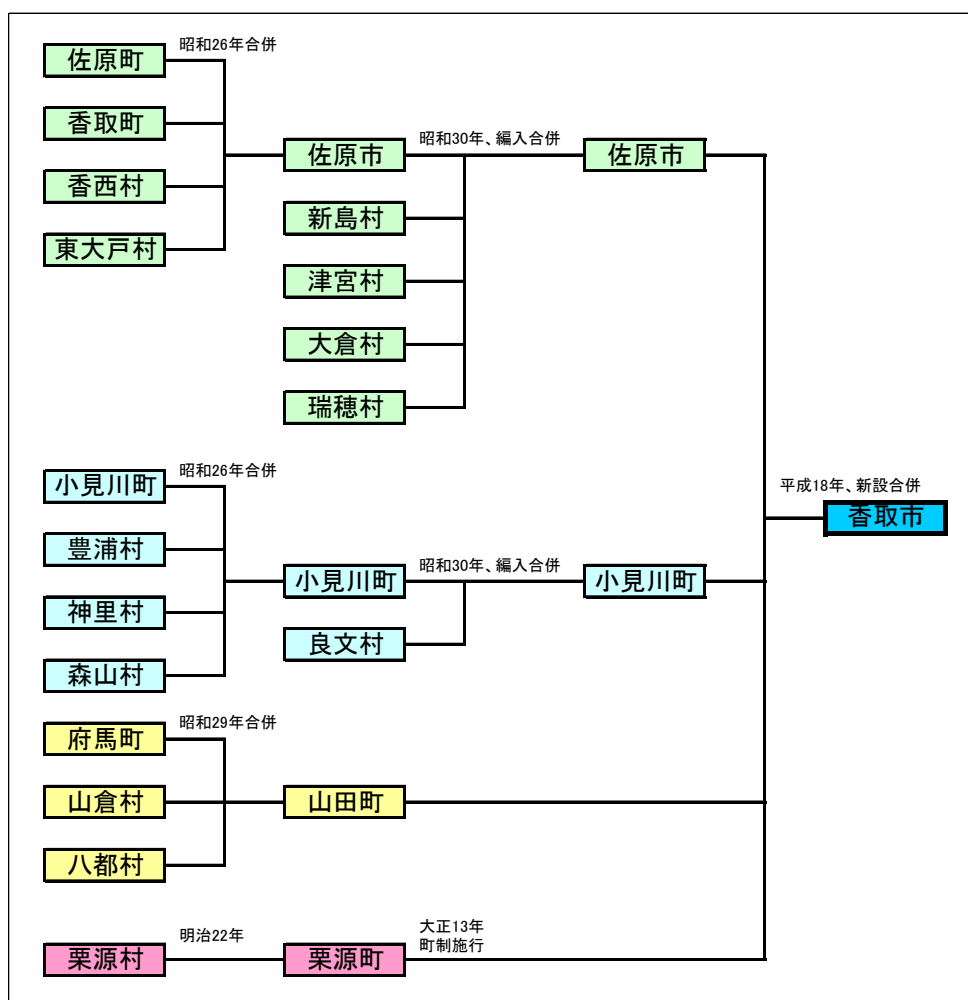 昭和26年合併
佐原町
香取町
香西村
東大戸村
佐原市
昭和30年、編入合併
新島村
津宮村
大倉村
瑞穂村
佐原市
昭和26年合併
小見川町
豊浦村
神里村
森山村
小見川町
昭和30年、編入合併
良文村
小見川町
昭和29年合併
府馬町
山倉村
八都村
山田町
栗源村
明治22年
栗源町
大正13年
町制施行
平成18年、新設合併
香取市